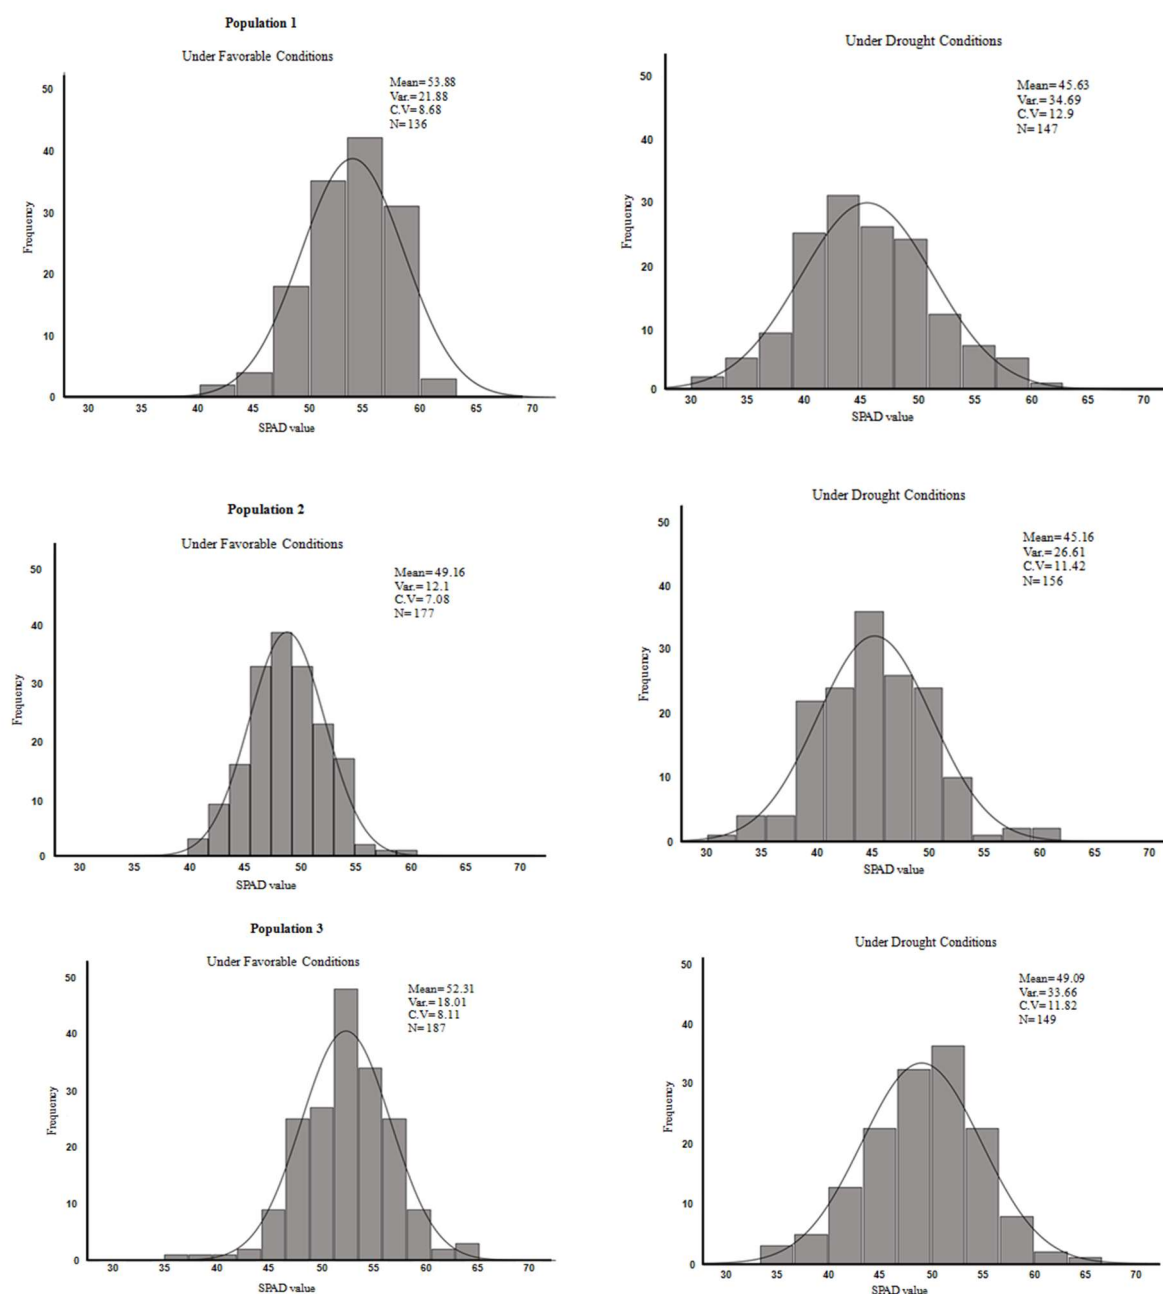 Population 1
Under Favorable Conditions
Mean= 53.88
Var.= 21.88
C.V= 8.68
N= 136
50
40
30
20
10
0
Frequency
30 35 40 45 50 55 60 65 70
SPAD value
Under Drought Conditions
Mean= 45.63
Var.= 34.69
C.V= 12.9
N= 147
50
40
30
20
10
0
Frequency
30 35 40 45 50 55 60 65 70
SPAD value
Population 2
Under Favorable Conditions
Mean= 49.16
Var.= 12.1
C.V= 7.08
N= 177
50
40
30
20
10
0
Frequency
30 35 40 45 50 55 60 65 70
SPAD value
Under Drought Conditions
Mean= 45.16
Var.= 26.61
C.V= 11.42
N= 156
50
40
30
20
10
0
Frequency
30 35 40 45 50 55 60 65 70
SPAD value
Population 3
Under Favorable Conditions
Mean= 52.31
Var.= 18.01
C.V= 8.11
N= 187
50
40
30
20
10
0
Frequency
30 35 40 45 50 55 60 65 70
SPAD value
Under Drought Conditions
Mean= 49.09
Var.= 33.66
C.V= 11.82
N= 149
50
40
30
20
10
0
Frequency
30 35 40 45 50 55 60 65 70
SPAD value